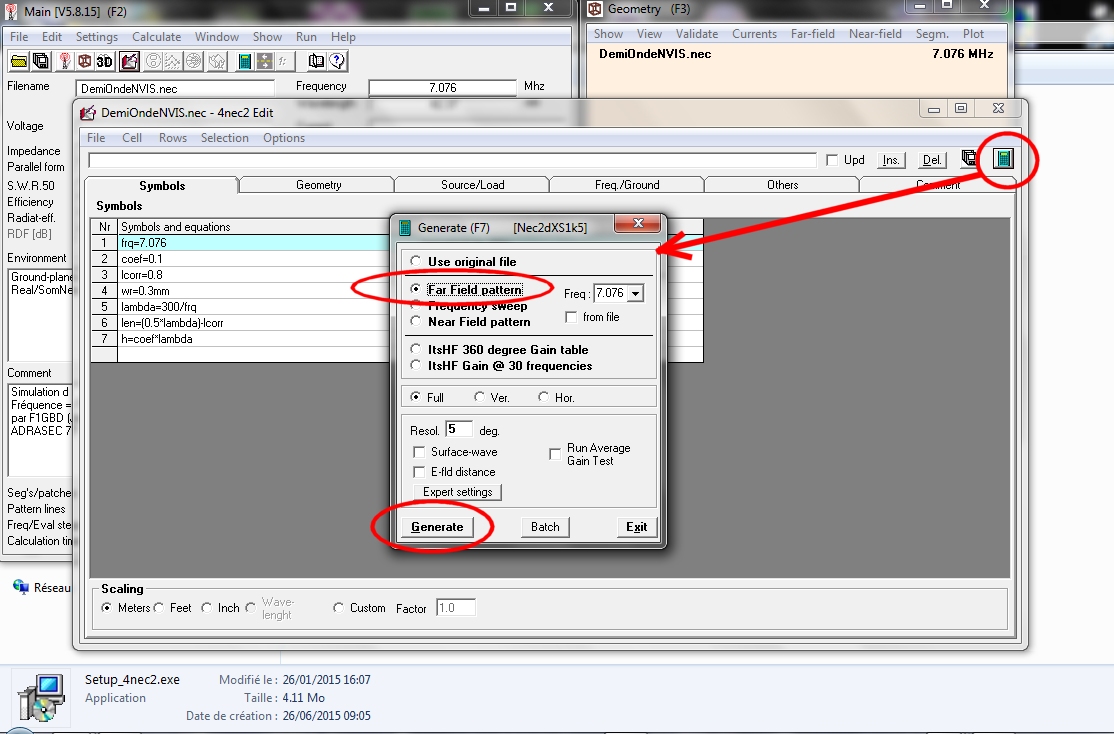 Main [V5.8.15] (F2)
File Edit Settings Calculate Window Show Run Help
3D
Filename DemiOndeNVIS.nec Frequency 7.076 Mhz
Voltage
Impedance
Parallel form
S.W.R.50
Efficiency
Radiat-eff.
RDF [dB]
Environment
Ground-plane
Real/SomNe
Comment
Simulation d
Fréquence =
par F1GBD
ADRASEC 7
Seg's/patche
Pattern lines
Freq/Eval ste
Calculation tin
Réseau
Geometry (F3)
Show View Validate Currents Far-field Near-field Segm. Plot
DemiOndeNVIS.nec 7.076 MHz
DemiOndeNVIS.nec - 4nec2 Edit
File Cell Rows Selection Options
Upd Ins. Del.
Symbols Geometry Source/Load Freq./Ground Others Comment
Symbols
Nr Symbols and equations
1 frq=7.076
2 coef=0.1
3 lcorr=0.8
4 wr=0.3mm
5 lambda=300/frq
6 len=(0.5*lambda)-lcorr
7 h=coef*lambda
Generate (F7) [Nec2dXS1k5]
Use original file
Far Field pattern Freq : 7.076
Frequency sweep
Near Field pattern from file
ItsHF 360 degree Gain table
ItsHF Gain @ 30 frequencies
Full Ver. Hor.
Resol. 5 deg.
Surface-wave
E-fld distance
Run Average
Gain Test
Expert settings
Generate Batch Exit
Scaling
Meters Feet Inch Wave-
lenght
Custom Factor 1.0
Setup_4nec2.exe Modifié le : 26/01/2015 16:07
Application Taille : 4.11 Mo
Date de création : 26/06/2015 09:05